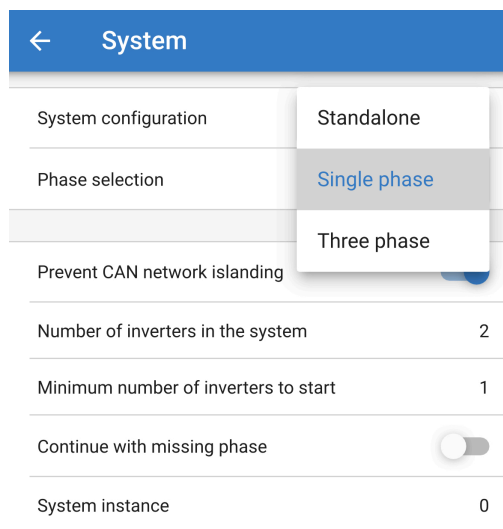 System
System configuration
Standalone
Phase selection
Single phase
Three phase
Prevent CAN network islanding
Number of inverters in the system 2
Minimum number of inverters to start 1
Continue with missing phase
System instance 0